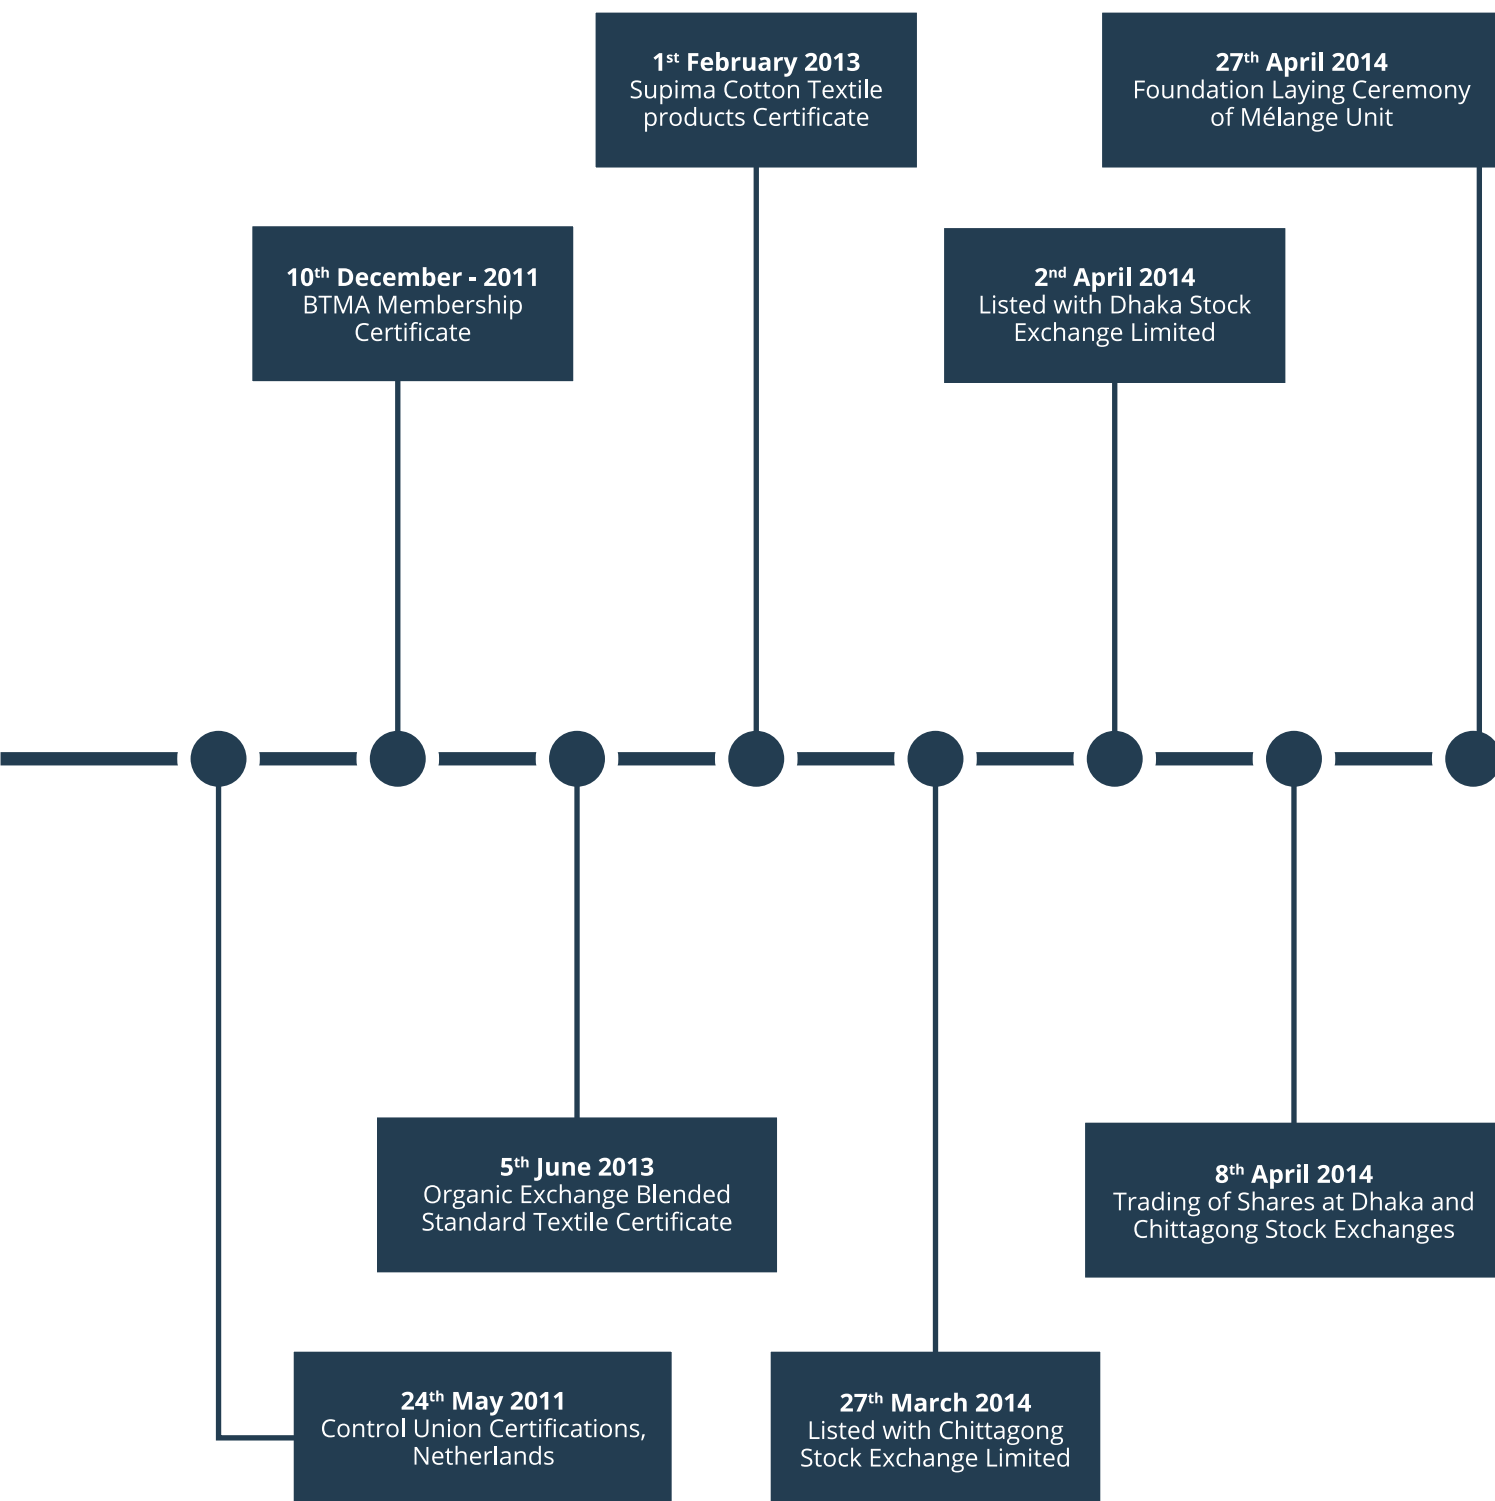 1st February 2013
Supima Cotton Textile
products Certificate
27th April 2014
Foundation Laying Ceremony
of Mélange Unit
10th December - 2011
BTMA Membership
Certificate
2nd April 2014
Listed with Dhaka Stock
Exchange Limited
5th June 2013
Organic Exchange Blended
Standard Textile Certificate
8th April 2014
Trading of Shares at Dhaka and
Chittagong Stock Exchanges
24th May 2011
Control Union Certifications,
Netherlands
27th March 2014
Listed with Chittagong
Stock Exchange Limited